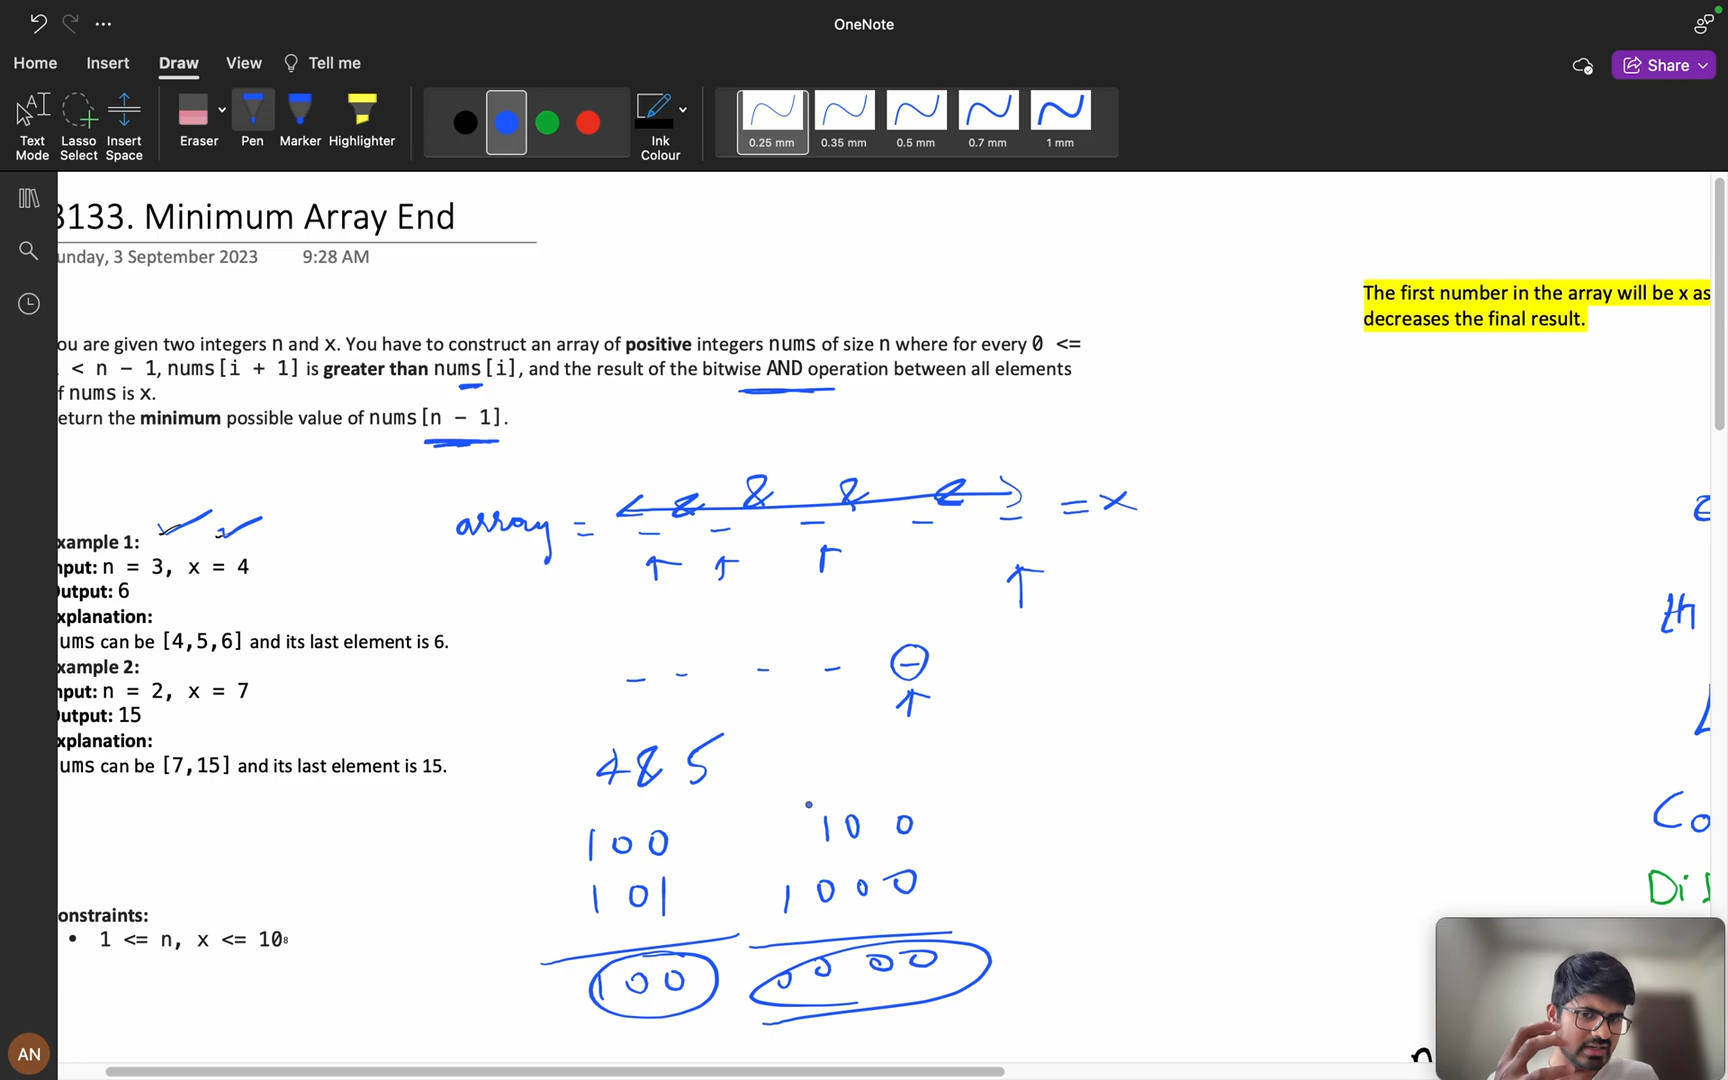 OneNote
Home Insert Draw View Tell me Share
Text Mode Lasso Select Insert Space Eraser Pen Marker Highlighter Ink Colour 0.25 mm 0.35 mm 0.5 mm 0.7 mm 1 mm
3133. Minimum Array End
unday, 3 September 2023 9:28 AM
The first number in the array will be x as
decreases the final result.
ou are given two integers n and x. You have to construct an array of positive integers nums of size n where for every 0 <=
< n - 1, nums[i + 1] is greater than nums[i], and the result of the bitwise AND operation between all elements
f nums is x.
eturn the minimum possible value of nums[n - 1].
array = & & & & = x
xample 1:
nput: n = 3, x = 4
utput: 6
xplanation:
ums can be [4,5,6] and its last element is 6.
xample 2:
nput: n = 2, x = 7
utput: 15
xplanation:
ums can be [7,15] and its last element is 15.
th
4 & 5
Co
100 100
101 1000
Dis
onstraints:
• 1 <= n, x <= 10⁸
100 0000
n
AN